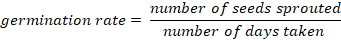 germination rate = number of seeds sprouted / number of days taken